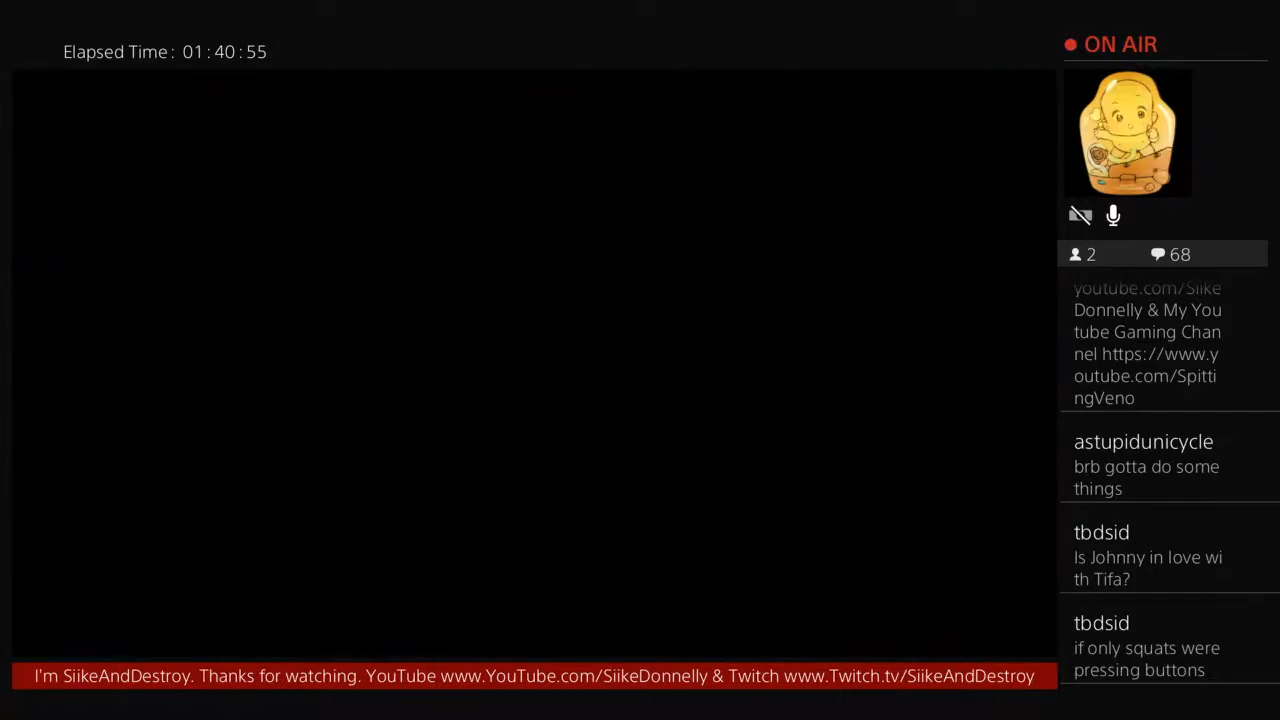 Elapsed Time: 01:40:55
ON AIR
2 68
youtube.com/Siike
Donnelly & My You
tube Gaming Chan
nel https://www.y
outube.com/Spitti
ngVeno
astupidunicycle
brb gotta do some
things
tbdsid
Is Johnny in love wi
th Tifa?
tbdsid
if only squats were
pressing buttons
I'm SiikeAndDestroy. Thanks for watching. YouTube www.YouTube.com/SiikeDonnelly & Twitch www.Twitch.tv/SiikeAndDestroy